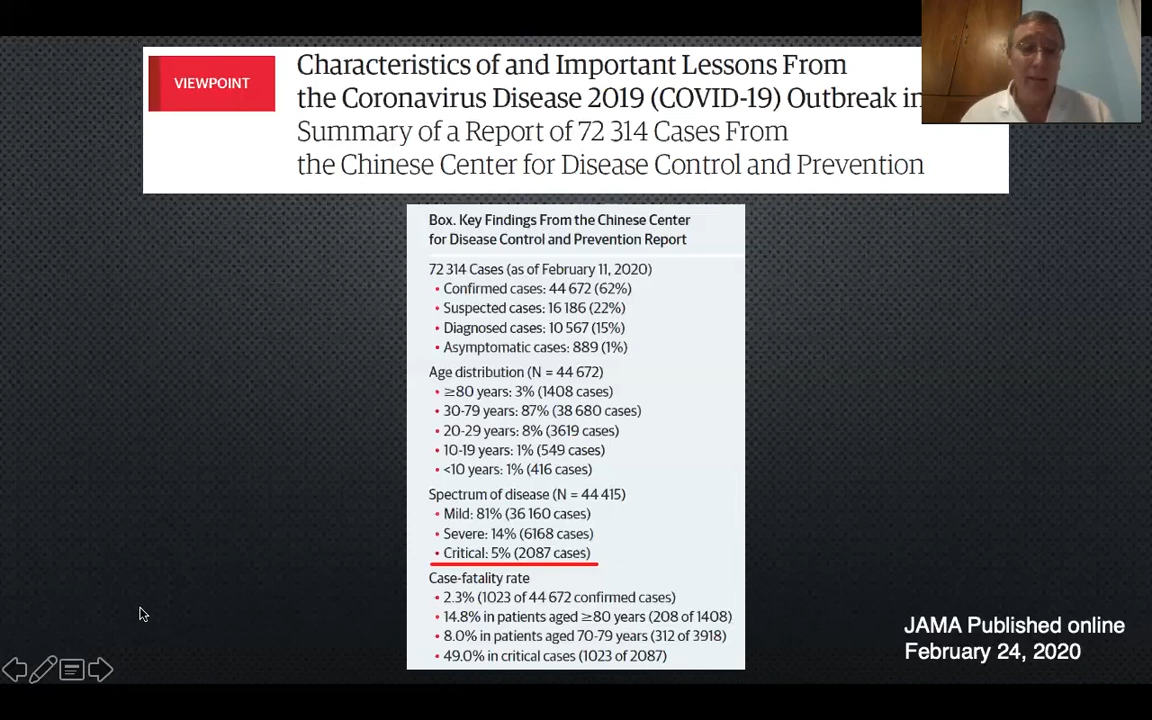 VIEWPOINT
Characteristics of and Important Lessons From
the Coronavirus Disease 2019 (COVID-19) Outbreak in
Summary of a Report of 72 314 Cases From
the Chinese Center for Disease Control and Prevention
Box. Key Findings From the Chinese Center
for Disease Control and Prevention Report
72 314 Cases (as of February 11, 2020)
• Confirmed cases: 44 672 (62%)
• Suspected cases: 16 186 (22%)
• Diagnosed cases: 10 567 (15%)
• Asymptomatic cases: 889 (1%)
Age distribution (N = 44 672)
• ≥80 years: 3% (1408 cases)
• 30-79 years: 87% (38 680 cases)
• 20-29 years: 8% (3619 cases)
• 10-19 years: 1% (549 cases)
• <10 years: 1% (416 cases)
Spectrum of disease (N = 44 415)
• Mild: 81% (36 160 cases)
• Severe: 14% (6168 cases)
• Critical: 5% (2087 cases)
Case-fatality rate
• 2.3% (1023 of 44 672 confirmed cases)
• 14.8% in patients aged ≥80 years (208 of 1408)
• 8.0% in patients aged 70-79 years (312 of 3918)
• 49.0% in critical cases (1023 of 2087)
JAMA Published online
February 24, 2020